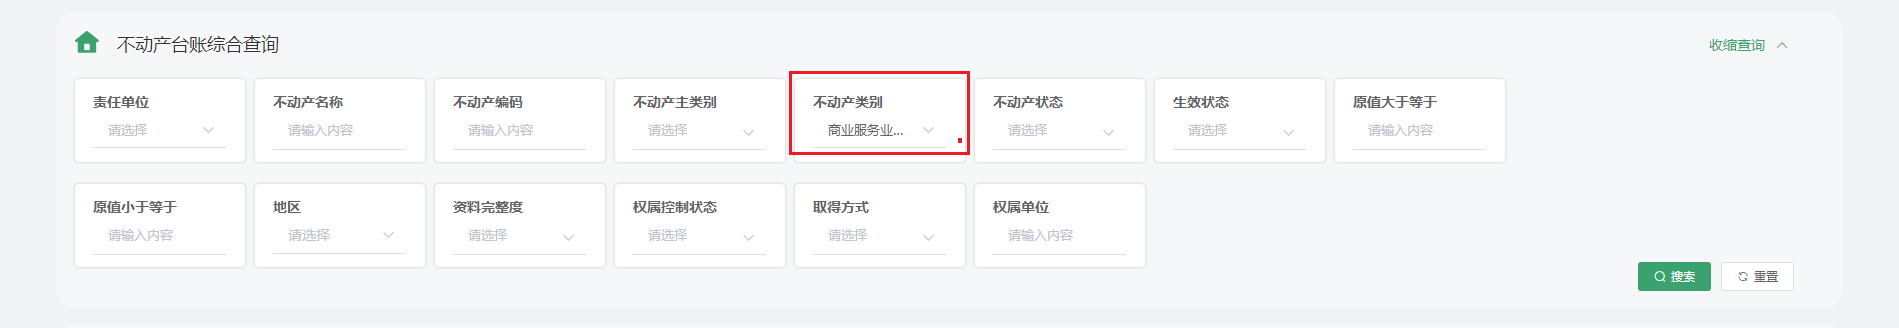 不动产台账综合查询
收缩查询
责任单位 不动产名称 不动产编码 不动产主类别 不动产类别 不动产状态 生效状态 原值大于等于
请选择 请输入内容 请输入内容 请选择 商业服务业... 请选择 请选择 请输入内容
原值小于等于 地区 资料完整度 权属控制状态 取得方式 权属单位
请输入内容 请选择 请选择 请选择 请选择 请输入内容
搜索 重置